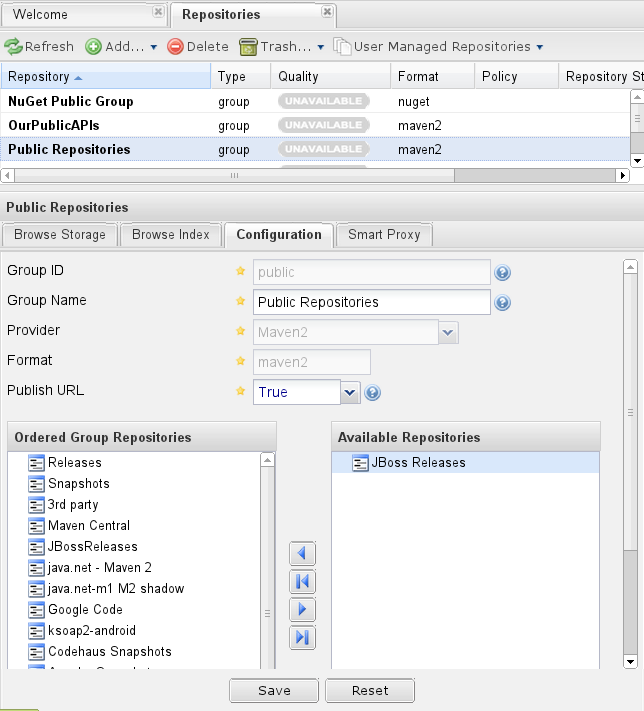 Welcome Repositories
Refresh Add... Delete Trash... User Managed Repositories
Repository Type Quality Format Policy Repository St
NuGet Public Group group UNAVAILABLE nuget
OurPublicAPIs group UNAVAILABLE maven2
Public Repositories group UNAVAILABLE maven2
Public Repositories
Browse Storage Browse Index Configuration Smart Proxy
Group ID public
Group Name Public Repositories
Provider Maven2
Format maven2
Publish URL True
Ordered Group Repositories
Releases
Snapshots
3rd party
Maven Central
JBossReleases
java.net - Maven 2
java.net-m1 M2 shadow
Google Code
ksoap2-android
Codehaus Snapshots
Available Repositories
JBoss Releases
Save Reset